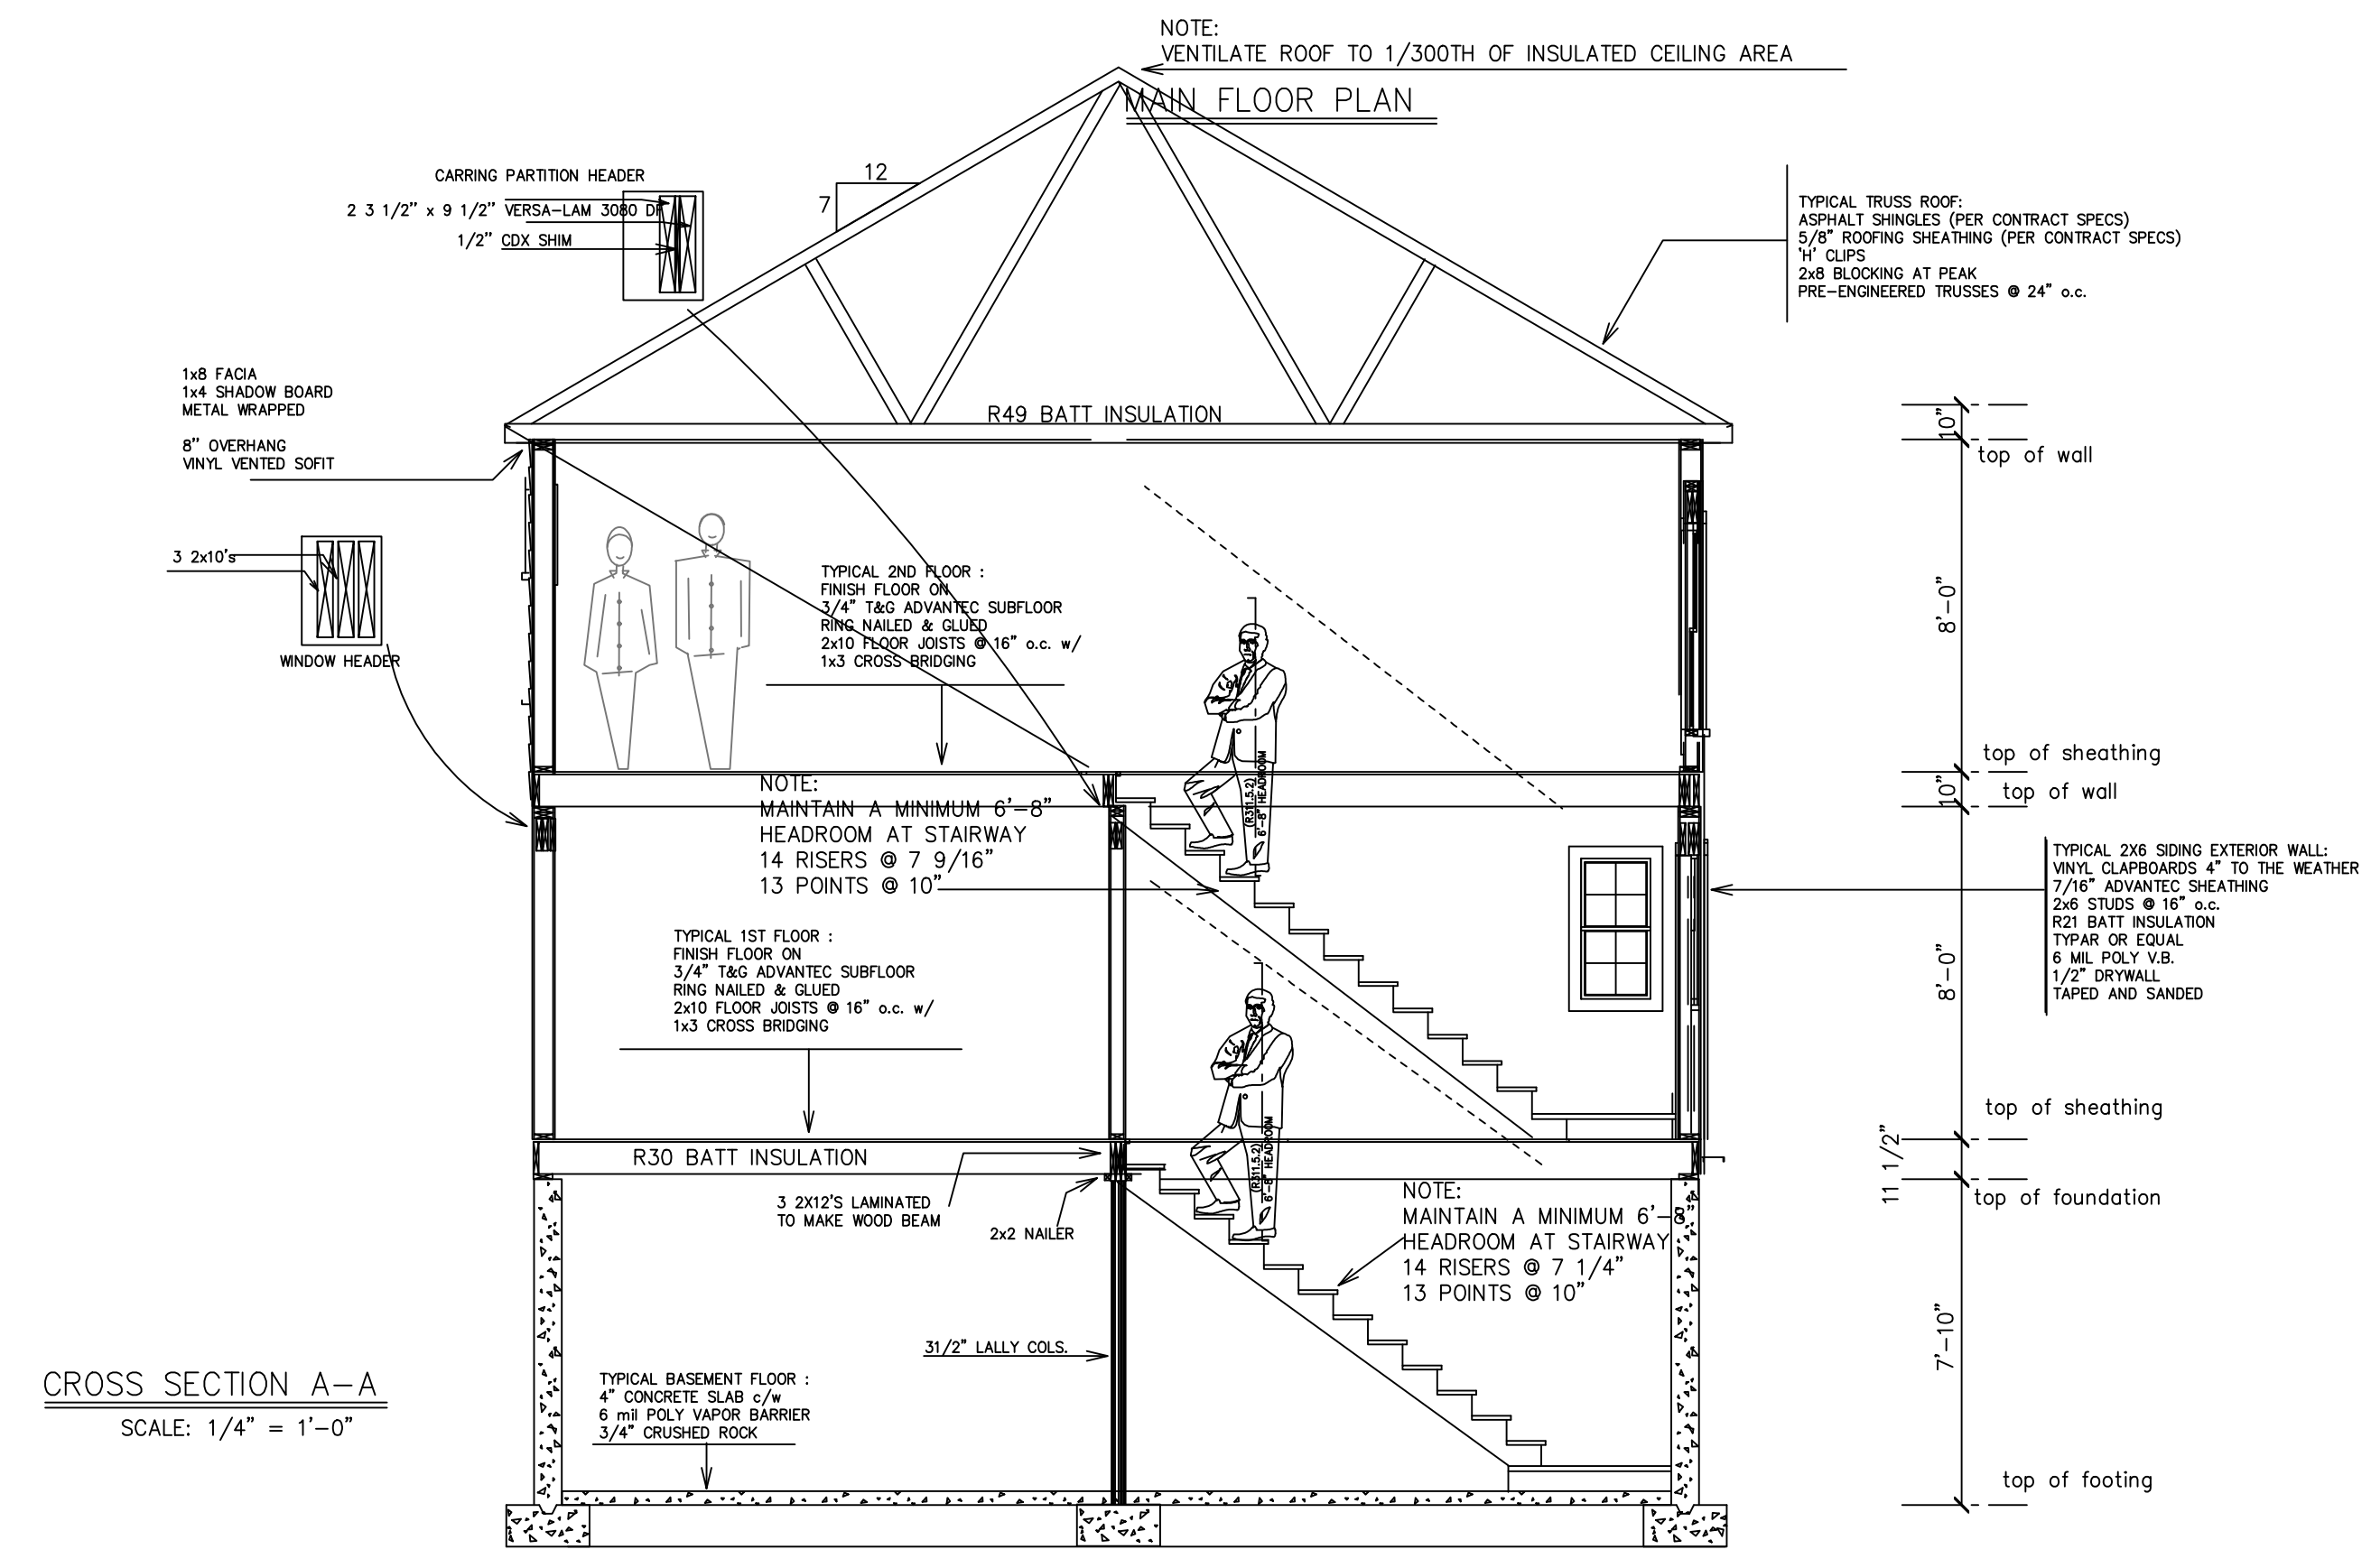 NOTE:
VENTILATE ROOF TO 1/300TH OF INSULATED CEILING AREA
MAIN FLOOR PLAN
12
7
CARRING PARTITION HEADER
2 3 1/2" x 9 1/2" VERSA-LAM 3080 DF
1/2" CDX SHIM
TYPICAL TRUSS ROOF:
ASPHALT SHINGLES (PER CONTRACT SPECS)
5/8" ROOFING SHEATHING (PER CONTRACT SPECS)
'H' CLIPS
2x8 BLOCKING AT PEAK
PRE-ENGINEERED TRUSSES @ 24" o.c.
1x8 FACIA
1x4 SHADOW BOARD
METAL WRAPPED
8" OVERHANG
VINYL VENTED SOFIT
R49 BATT INSULATION
10"
top of wall
3 2x10's
WINDOW HEADER
TYPICAL 2ND FLOOR :
FINISH FLOOR ON
3/4" T&G ADVANTEC SUBFLOOR
RING NAILED & GLUED
2x10 FLOOR JOISTS @ 16" o.c. w/
1x3 CROSS BRIDGING
8'-0"
top of sheathing
10"
top of wall
(R311.5.2)
6'-8" HEADROOM
NOTE:
MAINTAIN A MINIMUM 6'-8"
HEADROOM AT STAIRWAY
14 RISERS @ 7 9/16"
13 POINTS @ 10"
TYPICAL 2X6 SIDING EXTERIOR WALL:
VINYL CLAPBOARDS 4" TO THE WEATHER
7/16" ADVANTEC SHEATHING
2x6 STUDS @ 16" o.c.
R21 BATT INSULATION
TYPAR OR EQUAL
6 MIL POLY V.B.
1/2" DRYWALL
TAPED AND SANDED
TYPICAL 1ST FLOOR :
FINISH FLOOR ON
3/4" T&G ADVANTEC SUBFLOOR
RING NAILED & GLUED
2x10 FLOOR JOISTS @ 16" o.c. w/
1x3 CROSS BRIDGING
8'-0"
top of sheathing
11 1/2"
top of foundation
R30 BATT INSULATION
(R311.5.2)
6'-8" HEADROOM
3 2X12'S LAMINATED
TO MAKE WOOD BEAM
2x2 NAILER
NOTE:
MAINTAIN A MINIMUM 6'-8"
HEADROOM AT STAIRWAY
14 RISERS @ 7 1/4"
13 POINTS @ 10"
31/2" LALLY COLS.
7'-10"
TYPICAL BASEMENT FLOOR :
4" CONCRETE SLAB c/w
6 mil POLY VAPOR BARRIER
3/4" CRUSHED ROCK
top of footing
CROSS SECTION A-A
SCALE: 1/4" = 1'-0"